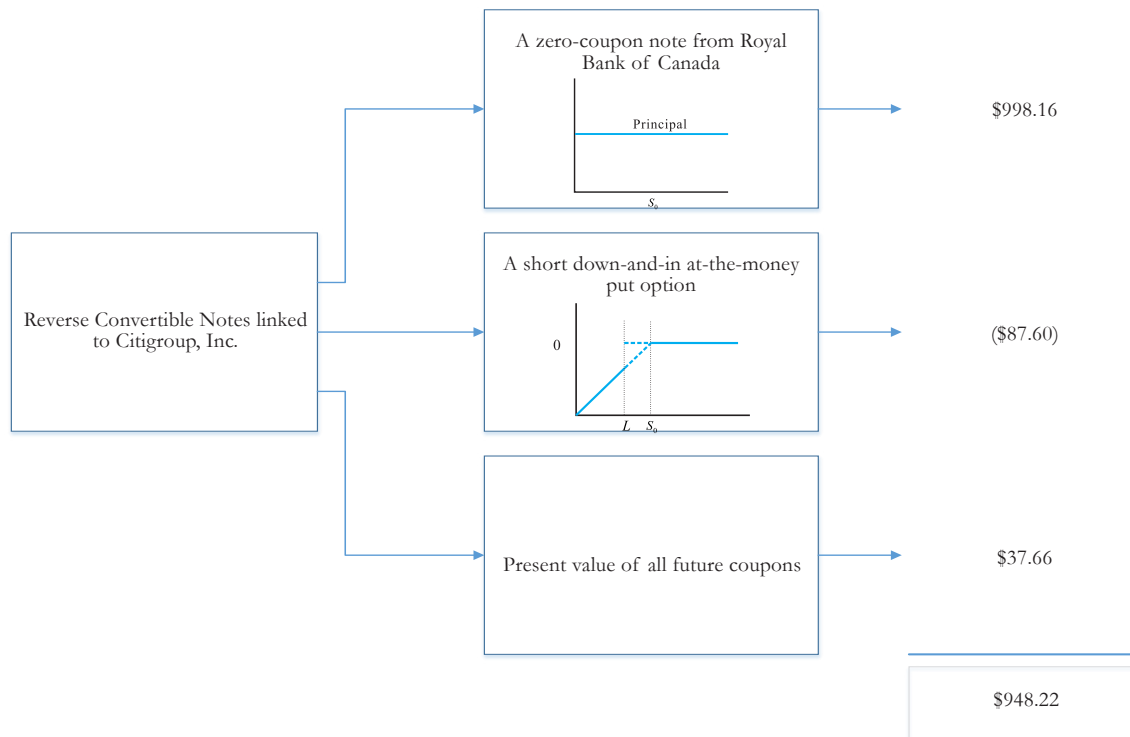 A zero-coupon note from Royal
Bank of Canada
Principal
S₀
$998.16
Reverse Convertible Notes linked
to Citigroup, Inc.
A short down-and-in at-the-money
put option
0
L
S₀
($87.60)
Present value of all future coupons
$37.66
$948.22